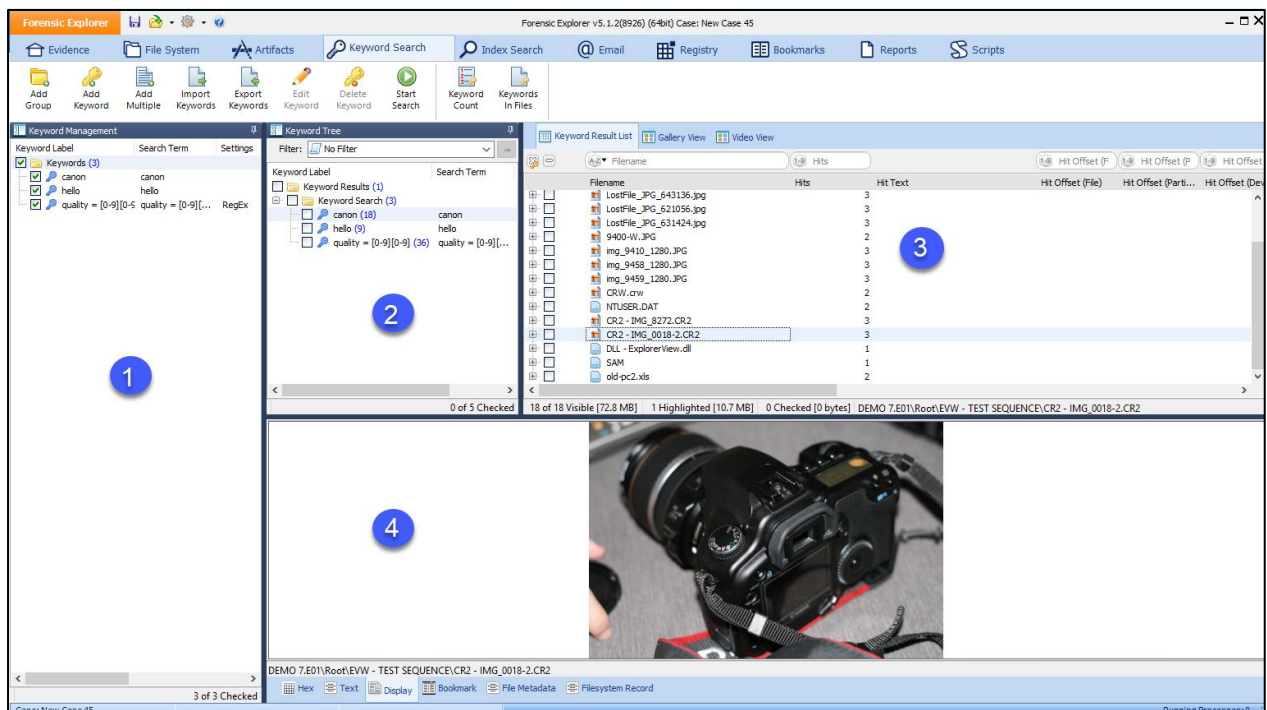 Forensic Explorer
Forensic Explorer v5.1.2(8926) (64bit) Case: New Case 45
Evidence File System Artifacts Keyword Search Index Search Email Registry Bookmarks Reports Scripts
Add Group Add Keyword Add Multiple Import Keywords Export Keywords Edit Keyword Delete Keyword Start Search Keyword Count Keywords In Files
Keyword Management
Keyword Label Search Term Settings
Keywords (3)
canon canon
hello hello
quality = [0-9][0-9 quality = [0-9][... RegEx
1
3 of 3 Checked
Keyword Tree
Filter: No Filter
Keyword Label Search Term
Keyword Results (1)
Keyword Search (3)
canon (18) canon
hello (9) hello
quality = [0-9][0-9] (36) quality = [0-9][...
2
0 of 5 Checked
Keyword Result List Gallery View Video View
Filename Hits Hit Offset (F Hit Offset (P Hit Offset
Filename Hits Hit Text Hit Offset (File) Hit Offset (Parti... Hit Offset (Dev
LostFile_JPG_643136.jpg 3
LostFile_JPG_621056.jpg 3
LostFile_JPG_631424.jpg 3
9400-W.JPG 2
img_9410_1280.JPG 3
img_9458_1280.JPG 3
img_9459_1280.JPG 3
CRW.crw 2
NTUSER.DAT 2
CR2 - IMG_8272.CR2 3
CR2 - IMG_0018-2.CR2 3
DLL - ExplorerView.dll 1
SAM 1
old-pc2.xls 2
3
18 of 18 Visible [72.8 MB] 1 Highlighted [10.7 MB] 0 Checked [0 bytes] DEMO 7.E01\Root\EVW - TEST SEQUENCE\CR2 - IMG_0018-2.CR2
4
DEMO 7.E01\Root\EVW - TEST SEQUENCE\CR2 - IMG_0018-2.CR2
Hex Text Display Bookmark File Metadata Filesystem Record